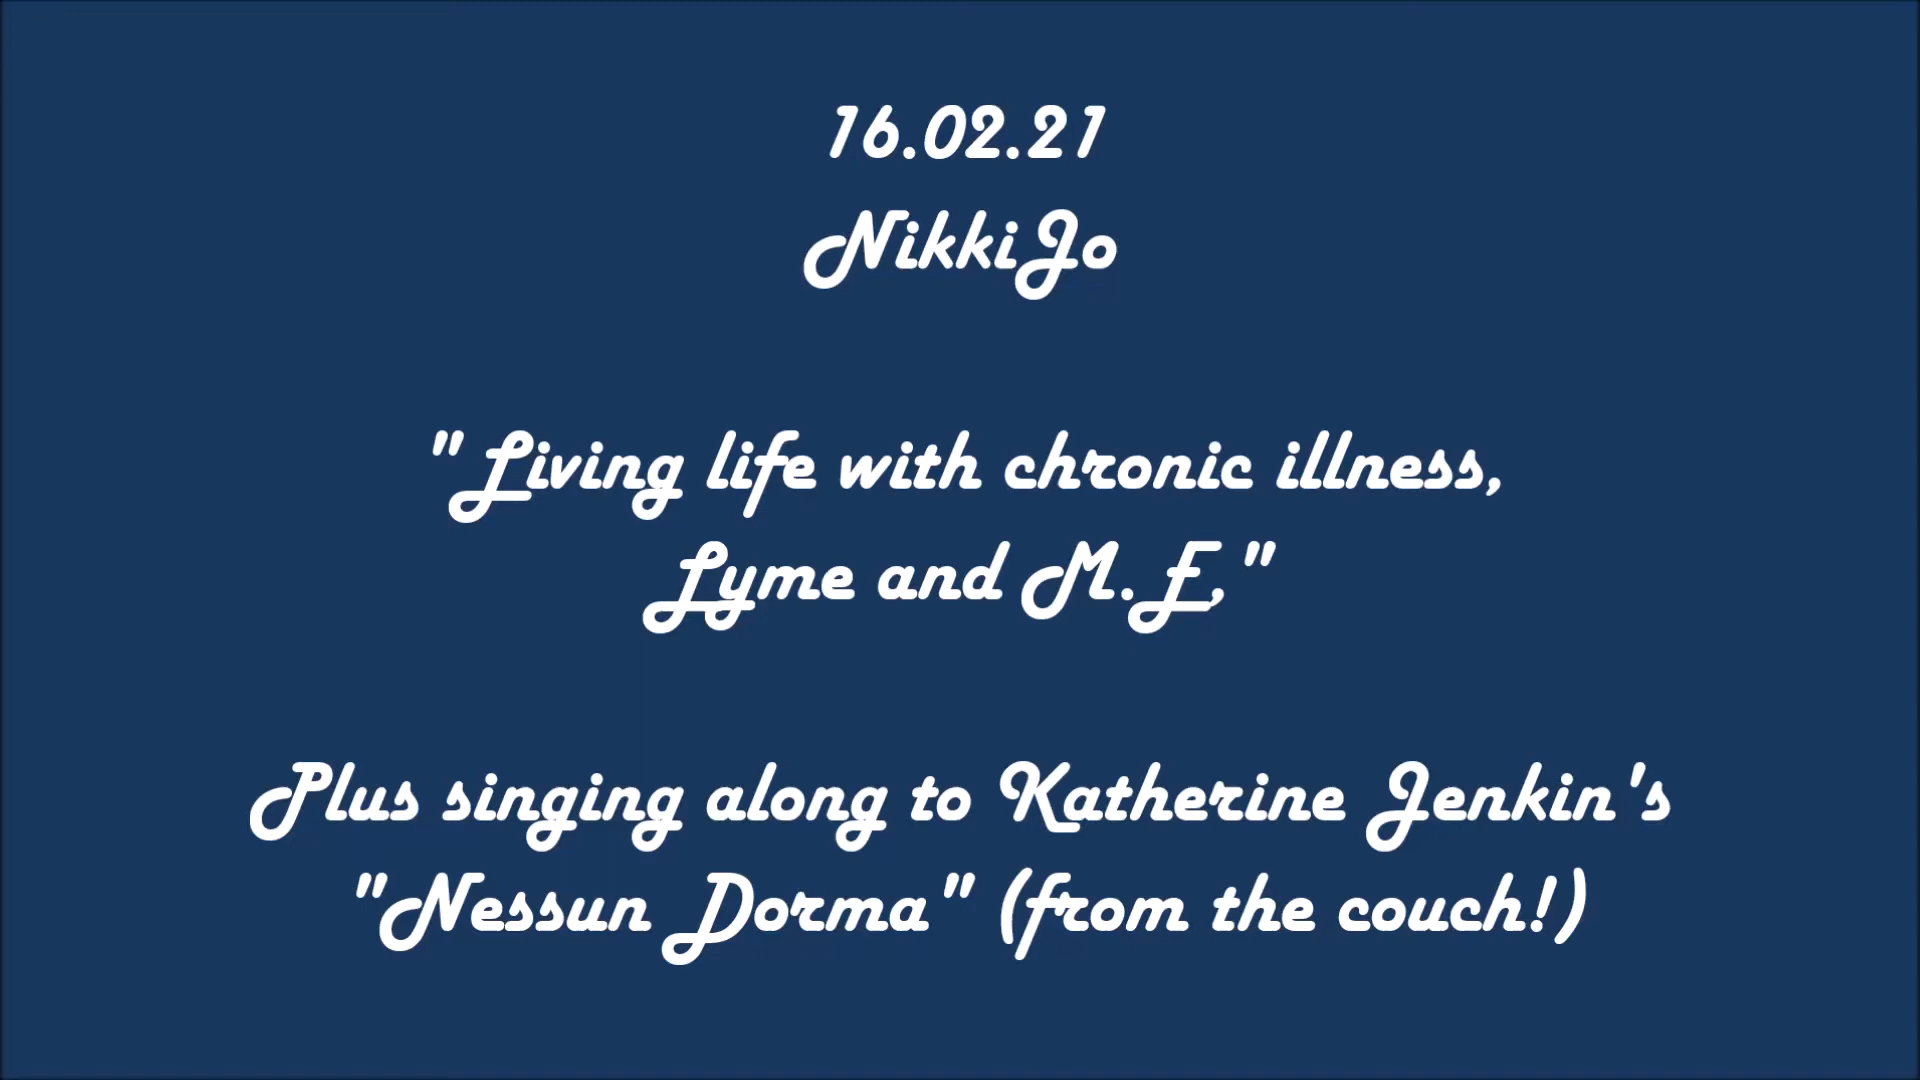 16.02.21
NikkiJo
"Living life with chronic illness,
Lyme and M.E,"
Plus singing along to Katherine Jenkin's
"Nessun Dorma" (from the couch!)